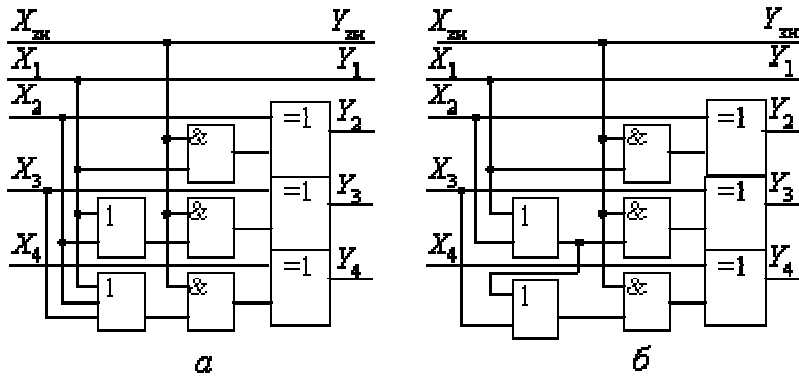 Xзн Yзн Xзн Yзн
X1 Y1 X1 Y1
X2 =1 Y2 X2 =1 Y2
& &
X3 =1 Y3 X3 =1 Y3
1 & 1 &
X4 =1 Y4 X4 =1 Y4
1 & 1 &
а б